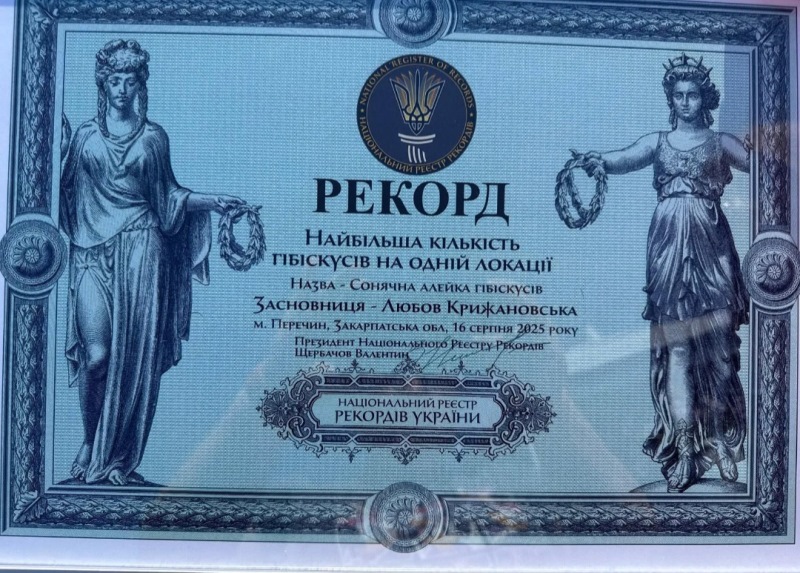 NATIONAL REGISTER OF RECORDS
НАЦІОНАЛЬНИЙ РЕЄСТР РЕКОРДІВ
РЕКОРД
НАЙБІЛЬША КІЛЬКІСТЬ
ГІБІСКУСІВ НА ОДНІЙ ЛОКАЦІЇ
НАЗВА - СОНЯЧНА АЛЕЙКА ГІБІСКУСІВ
ЗАСНОВНИЦЯ - ЛЮБОВ КРИЖАНОВСЬКА
м. ПЕРЕЧИН, ЗАКАРПАТСЬКА ОБЛ, 16 СЕРПНЯ 2025 РОКУ
ПРЕЗИДЕНТ НАЦІОНАЛЬНОГО РЕЄСТРУ РЕКОРДІВ
ЩЕРБАЧОВ ВАЛЕНТИН
НАЦІОНАЛЬНИЙ РЕЄСТР
РЕКОРДІВ УКРАЇНИ